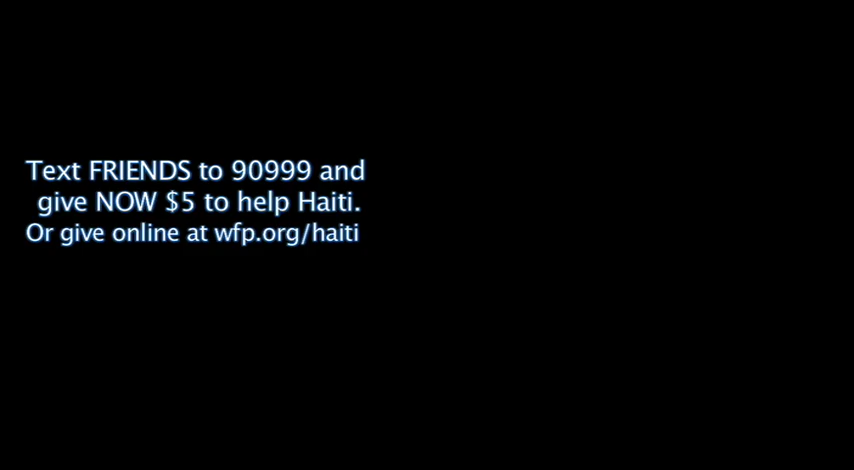 Text FRIENDS to 90999 and
give NOW $5 to help Haiti.
Or give online at wfp.org/haiti